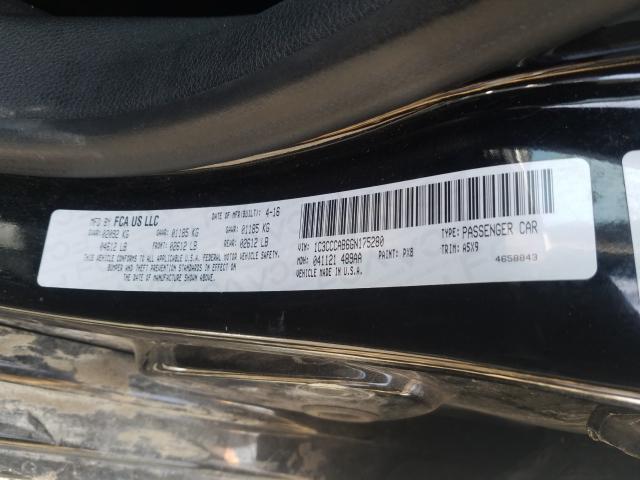 MFD BY FCA US LLC DATE OF MFR(BUILT): 4-16
GVWR: 02092 KG GAWR: 01185 KG GAWR: 01185 KG
04612 LB FRONT: 02612 LB REAR: 02612 LB
THIS VEHICLE CONFORMS TO ALL APPLICABLE U.S.A. FEDERAL MOTOR VEHICLE SAFETY,
BUMPER AND THEFT PREVENTION STANDARDS IN EFFECT ON
THE DATE OF MANUFACTURE SHOWN ABOVE.
VIN: 1C3CCCAB6GN175280 TYPE: PASSENGER CAR
MDH: 041121 489AA PAINT: PX8 TRIM: A5X9
VEHICLE MADE IN U.S.A. 4658843